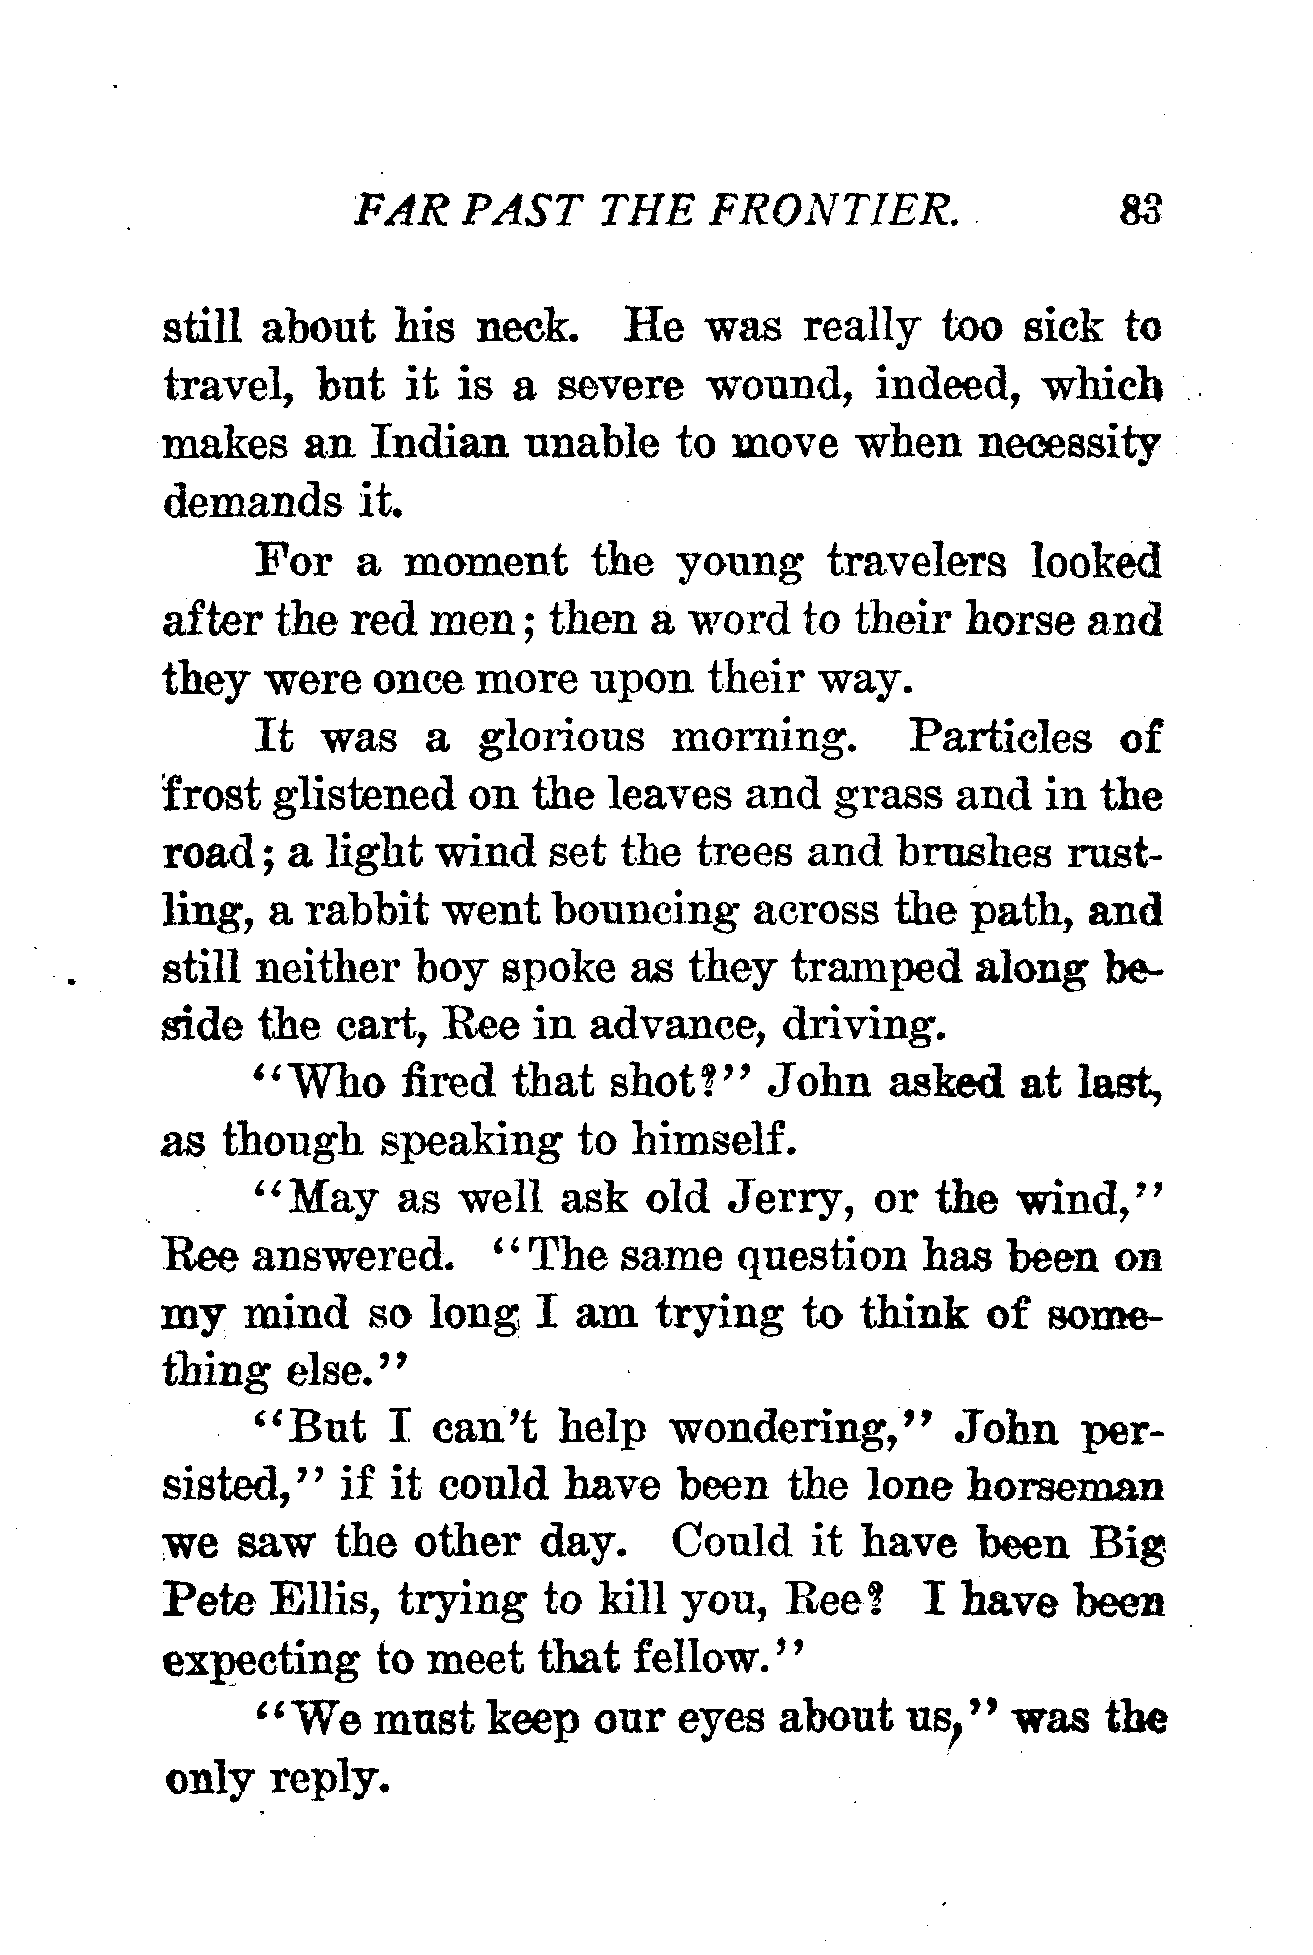 FAR PAST THE FRONTIER. 83
still about his neck. He was really too sick to
travel, but it is a severe wound, indeed, which
makes an Indian unable to move when necessity
demands it.
For a moment the young travelers looked
after the red men; then a word to their horse and
they were once more upon their way.
It was a glorious morning. Particles of
frost glistened on the leaves and grass and in the
road; a light wind set the trees and brushes rust-
ling, a rabbit went bouncing across the path, and
still neither boy spoke as they tramped along be-
side the cart, Ree in advance, driving.
"Who fired that shot?" John asked at last,
as though speaking to himself.
"May as well ask old Jerry, or the wind,"
Ree answered. "The same question has been on
my mind so long I am trying to think of some-
thing else."
"But I can't help wondering," John per-
sisted," if it could have been the lone horseman
we saw the other day. Could it have been Big
Pete Ellis, trying to kill you, Ree? I have been
expecting to meet that fellow."
"We must keep our eyes about us," was the
only reply.